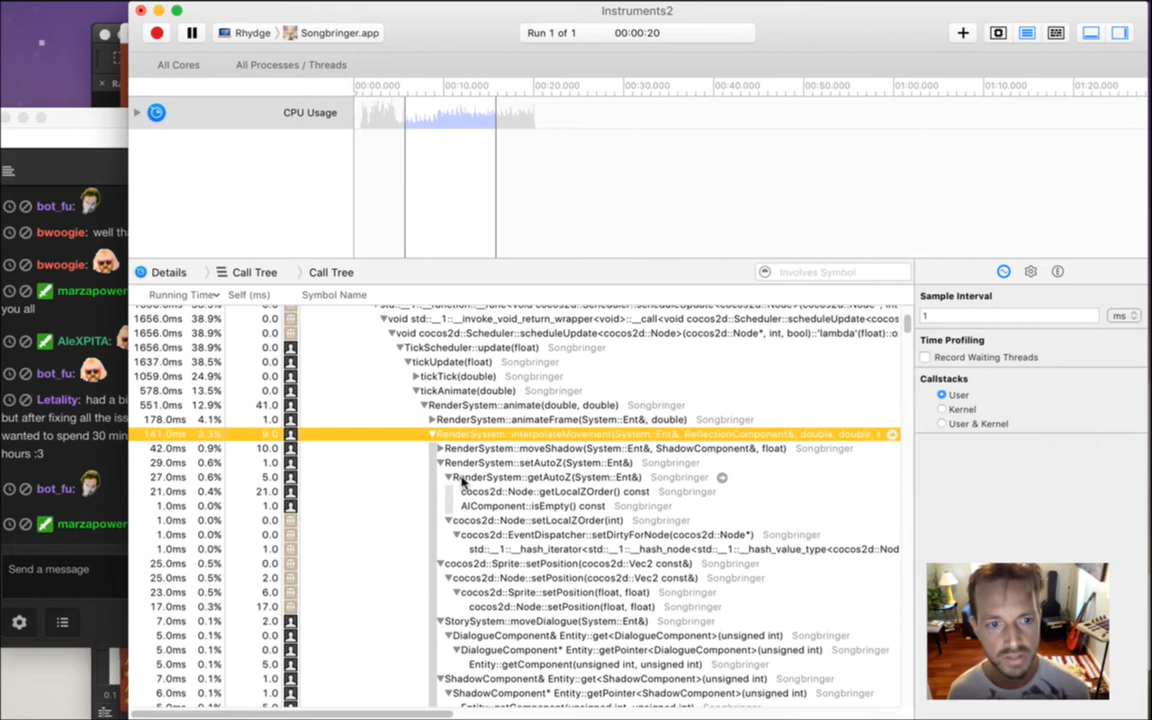 Instruments2
Rhydge
Songbringer.app
Run 1 of 1 00:00:20
All Cores All Processes / Threads
00:00.000 00:10.000 00:20.000 00:30.000 00:40.000 00:50.000 01:00.000 01:10.000 01:20.000
CPU Usage
bot_fu:
bwoogie: well th
bwoogie:
marzapower
you all
AleXPITA:
bot_fu:
Letality: had a bi
but after fixing all the iss
wanted to spend 30 min
hours :3
bot_fu:
marzapower
Send a message
Details Call Tree Call Tree
Involves Symbol
Running Time Self (ms) Symbol Name
1656.0ms 38.9% 0.0 void std::__1::__invoke_void_return_wrapper<void>::__call<void cocos2d::Scheduler::scheduleUpdate<cocos
1656.0ms 38.9% 0.0 void cocos2d::Scheduler::scheduleUpdate<cocos2d::Node>(cocos2d::Node*, int, bool)::'lambda'(float)::o
1656.0ms 38.9% 0.0 TickScheduler::update(float) Songbringer
1637.0ms 38.5% 0.0 tickUpdate(float) Songbringer
1059.0ms 24.9% 0.0 tickTick(double) Songbringer
578.0ms 13.5% 0.0 tickAnimate(double) Songbringer
551.0ms 12.9% 41.0 RenderSystem::animate(double, double) Songbringer
178.0ms 4.1% 1.0 RenderSystem::animateFrame(System::Ent&, double) Songbringer
141.0ms 3.3% 9.0 RenderSystem::interpolateMovement(System::Ent&, ReflectionComponent&, double, double,
42.0ms 0.9% 10.0 RenderSystem::moveShadow(System::Ent&, ShadowComponent&, float) Songbringer
29.0ms 0.6% 1.0 RenderSystem::setAutoZ(System::Ent&) Songbringer
27.0ms 0.6% 5.0 RenderSystem::getAutoZ(System::Ent&) Songbringer
21.0ms 0.4% 21.0 cocos2d::Node::getLocalZOrder() const Songbringer
1.0ms 0.0% 1.0 AIComponent::isEmpty() const Songbringer
1.0ms 0.0% 0.0 cocos2d::Node::setLocalZOrder(int) Songbringer
1.0ms 0.0% 0.0 cocos2d::EventDispatcher::setDirtyForNode(cocos2d::Node*) Songbringer
1.0ms 0.0% 1.0 std::__1::__hash_iterator<std::__1::__hash_node<std::__1::__hash_value_type<cocos2d::Nod
25.0ms 0.5% 0.0 cocos2d::Sprite::setPosition(cocos2d::Vec2 const&) Songbringer
25.0ms 0.5% 2.0 cocos2d::Node::setPosition(cocos2d::Vec2 const&) Songbringer
23.0ms 0.5% 6.0 cocos2d::Sprite::setPosition(float, float) Songbringer
17.0ms 0.3% 17.0 cocos2d::Node::setPosition(float, float) Songbringer
7.0ms 0.1% 2.0 StorySystem::moveDialogue(System::Ent&) Songbringer
5.0ms 0.1% 0.0 DialogueComponent& Entity::get<DialogueComponent>(unsigned int) Songbringer
5.0ms 0.1% 0.0 DialogueComponent* Entity::getPointer<DialogueComponent>(unsigned int) Songbringer
5.0ms 0.1% 5.0 Entity::getComponent(unsigned int, unsigned int) Songbringer
7.0ms 0.1% 1.0 ShadowComponent& Entity::get<ShadowComponent>(unsigned int) Songbringer
6.0ms 0.1% 1.0 ShadowComponent* Entity::getPointer<ShadowComponent>(unsigned int) Songbringer
Sample Interval
1 ms
Time Profiling
Record Waiting Threads
Callstacks
User
Kernel
User & Kernel
0.1